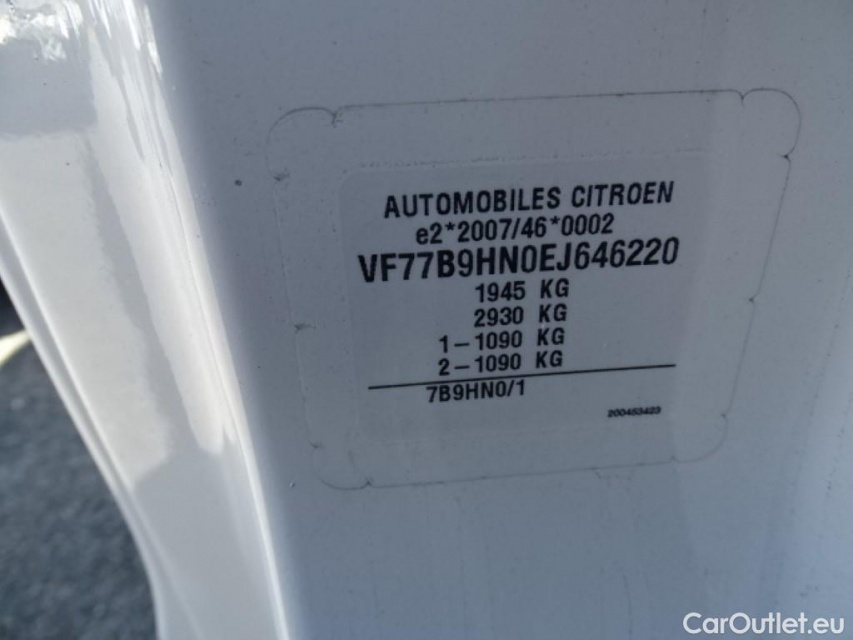 AUTOMOBILES CITROEN
e2*2007/46*0002
VF77B9HN0EJ646220
1945 KG
2930 KG
1-1090 KG
2-1090 KG
7B9HN0/1
200453423
CarOutlet.eu